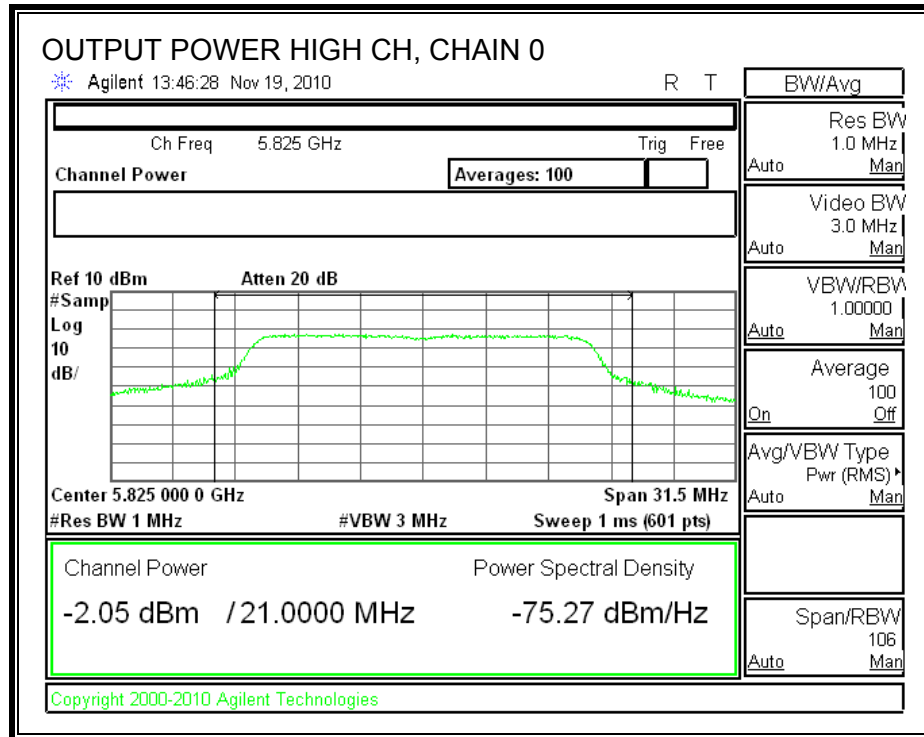 OUTPUT POWER HIGH CH, CHAIN 0
Agilent 13:46:28 Nov 19, 2010 R T
BW/Avg
Ch Freq 5.825 GHz Trig Free
Channel Power Averages: 100
Ref 10 dBm Atten 20 dB
#Samp
Log
10
dB/
Center 5.825 000 0 GHz Span 31.5 MHz
#Res BW 1 MHz #VBW 3 MHz Sweep 1 ms (601 pts)
Channel Power Power Spectral Density
-2.05 dBm /21.0000 MHz -75.27 dBm/Hz
Copyright 2000-2010 Agilent Technologies
Res BW
1.0 MHz
Auto Man
Video BW
3.0 MHz
Auto Man
VBW/RBW
1.00000
Auto Man
Average
100
On Off
Avg/VBW Type
Pwr (RMS)
Auto Man
Span/RBW
106
Auto Man